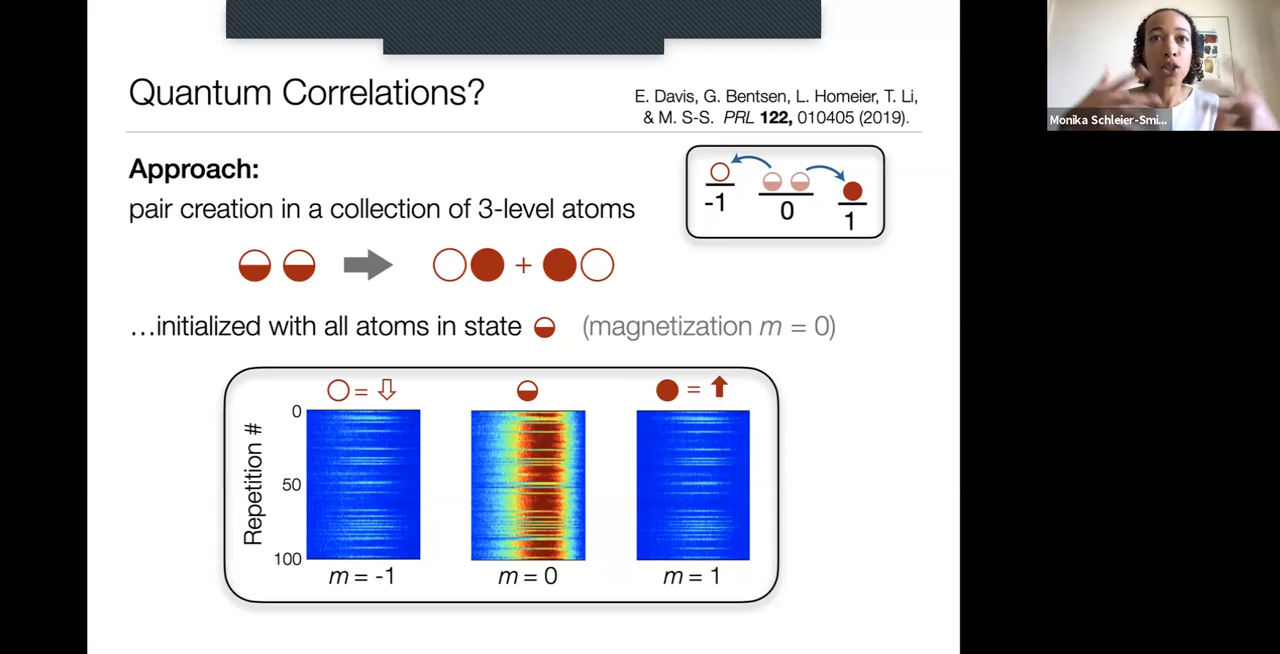 Quantum Correlations?
E. Davis, G. Bentsen, L. Homeier, T. Li,
& M. S-S. PRL 122, 010405 (2019).
Monika Schleier-Smi...
Approach:
pair creation in a collection of 3-level atoms
-1
0
1
+
…initialized with all atoms in state (magnetization m = 0)
= =
Repetition #
0
50
100
m = -1 m = 0 m = 1